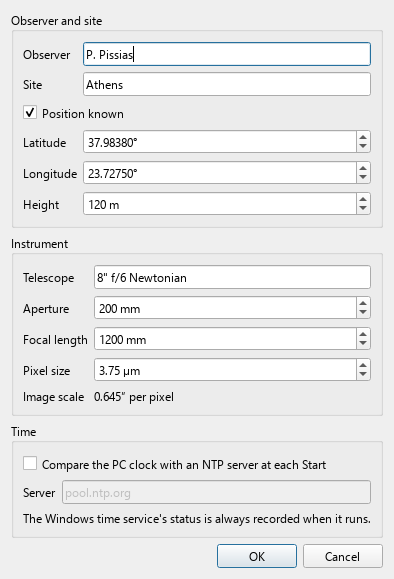 Observer and site
Observer P. Pissias
Site Athens
Position known
Latitude 37.98380°
Longitude 23.72750°
Height 120 m
Instrument
Telescope 8" f/6 Newtonian
Aperture 200 mm
Focal length 1200 mm
Pixel size 3.75 µm
Image scale 0.645″ per pixel
Time
Compare the PC clock with an NTP server at each Start
Server pool.ntp.org
The Windows time service's status is always recorded when it runs.
OK Cancel